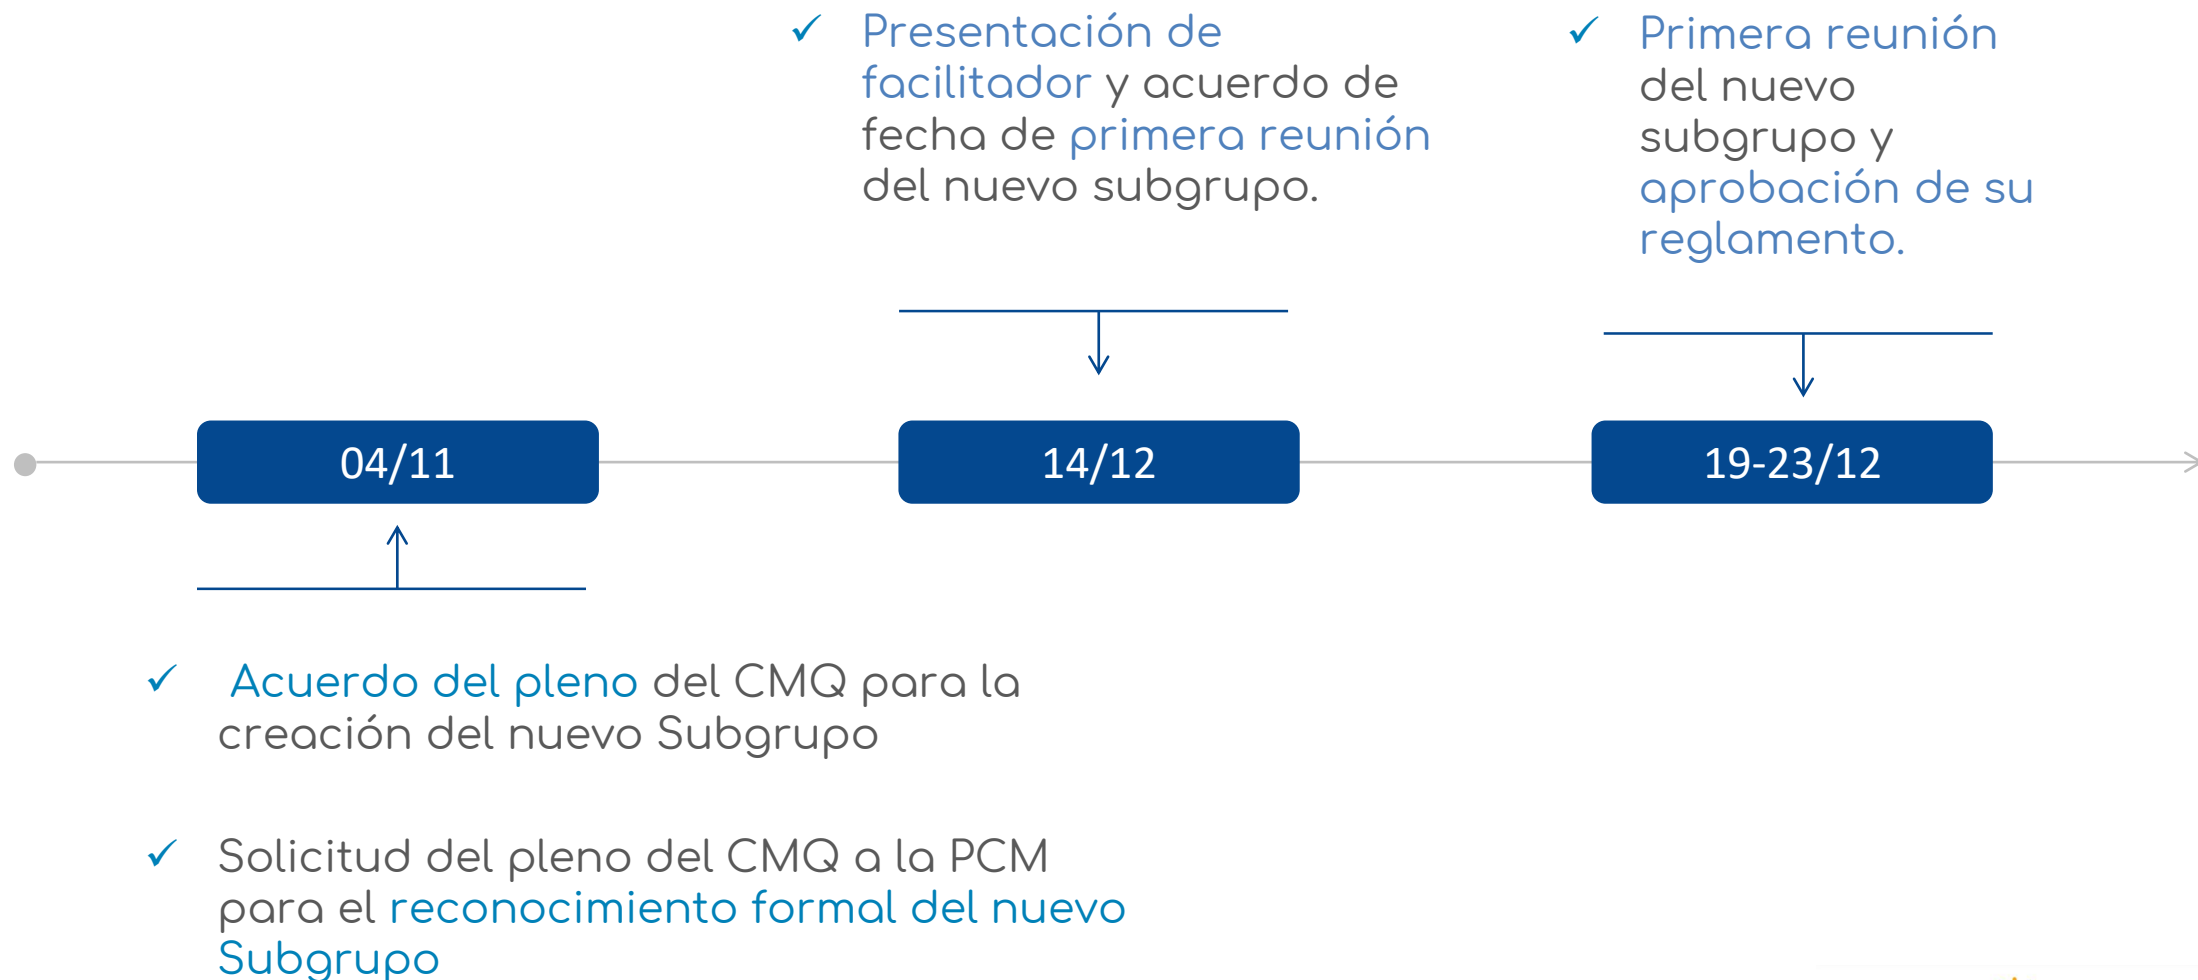 ✓ Presentación de
facilitador y acuerdo de
fecha de primera reunión
del nuevo subgrupo.
✓ Primera reunión
del nuevo
subgrupo y
aprobación de su
reglamento.
04/11
14/12
19-23/12
✓ Acuerdo del pleno del CMQ para la
creación del nuevo Subgrupo
✓ Solicitud del pleno del CMQ a la PCM
para el reconocimiento formal del nuevo
Subgrupo